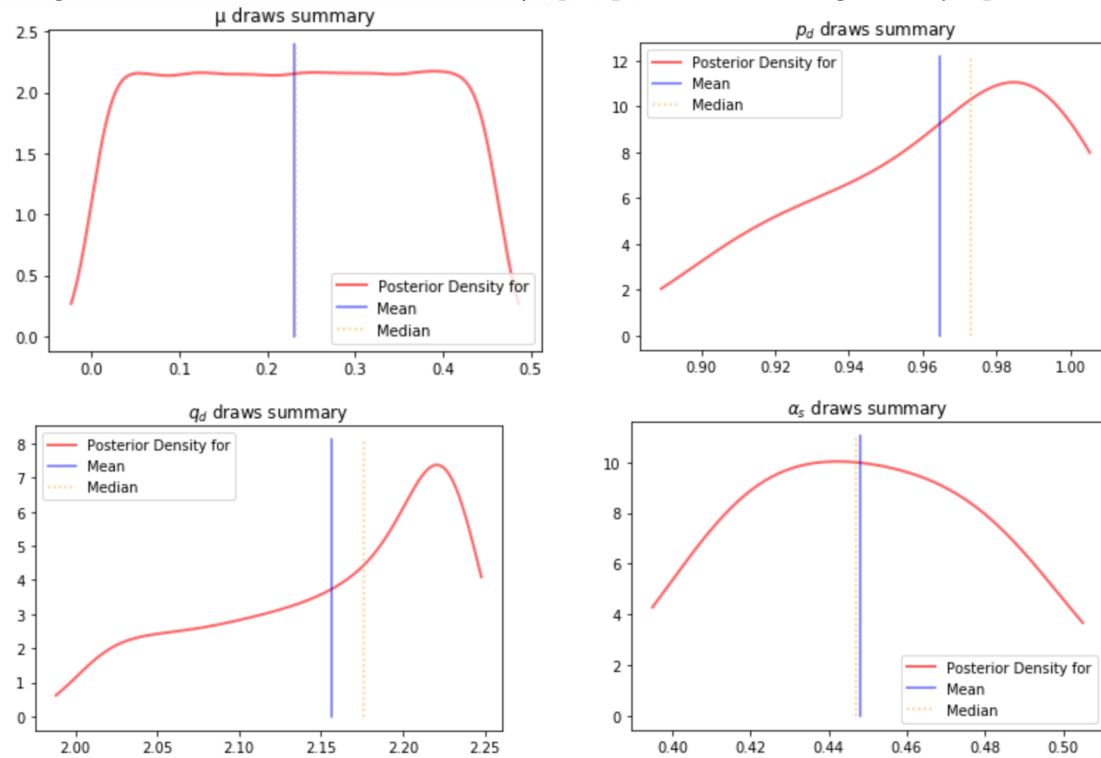 μ draws summary
2.5
2.0
1.5
1.0
0.5
0.0
Posterior Density for
Mean
Median
0.0 0.1 0.2 0.3 0.4 0.5
p_d draws summary
12
10
8
6
4
2
0
Posterior Density for
Mean
Median
0.90 0.92 0.94 0.96 0.98 1.00
q_d draws summary
8
7
6
5
4
3
2
1
0
Posterior Density for
Mean
Median
2.00 2.05 2.10 2.15 2.20 2.25
α_s draws summary
10
8
6
4
2
0
Posterior Density for
Mean
Median
0.40 0.42 0.44 0.46 0.48 0.50